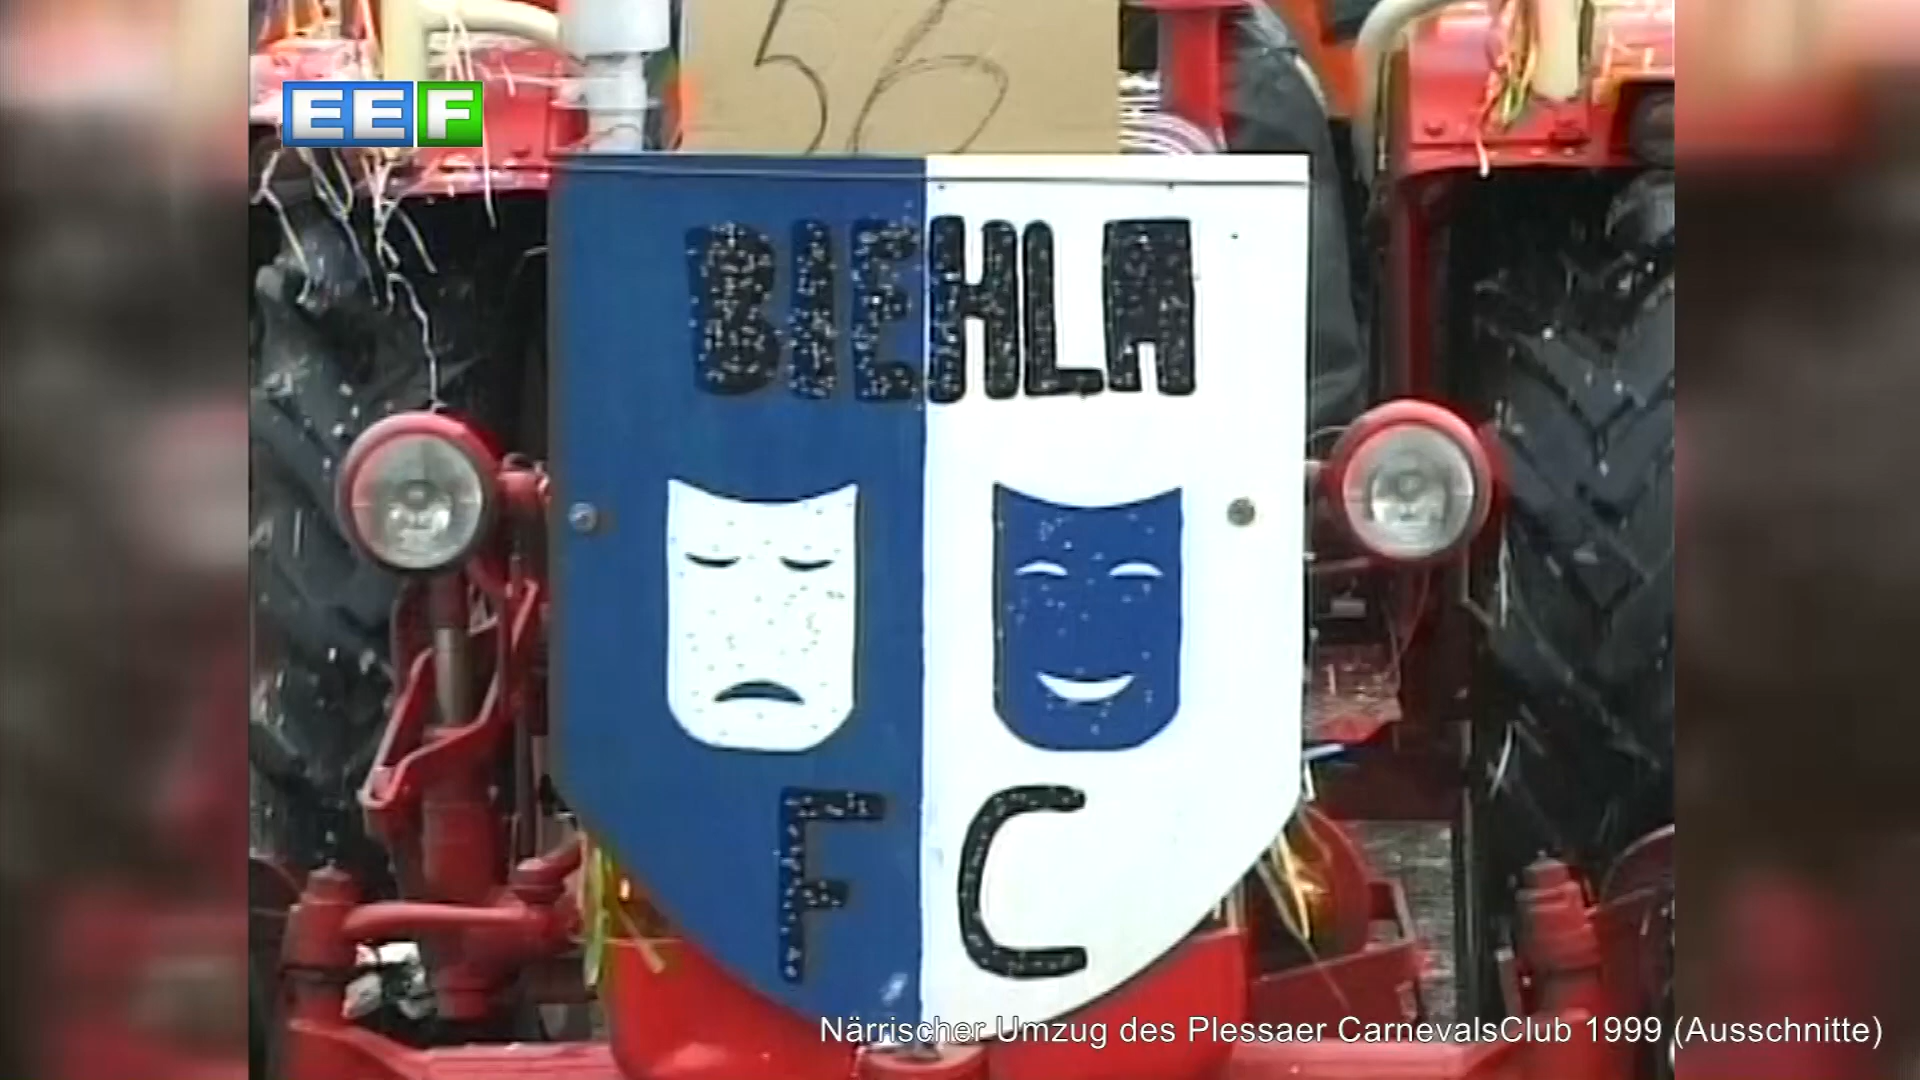 56
EEF
BIEHLA
F C
Närrischer Umzug des Plessaer CarnevalsClub 1999 (Ausschnitte)